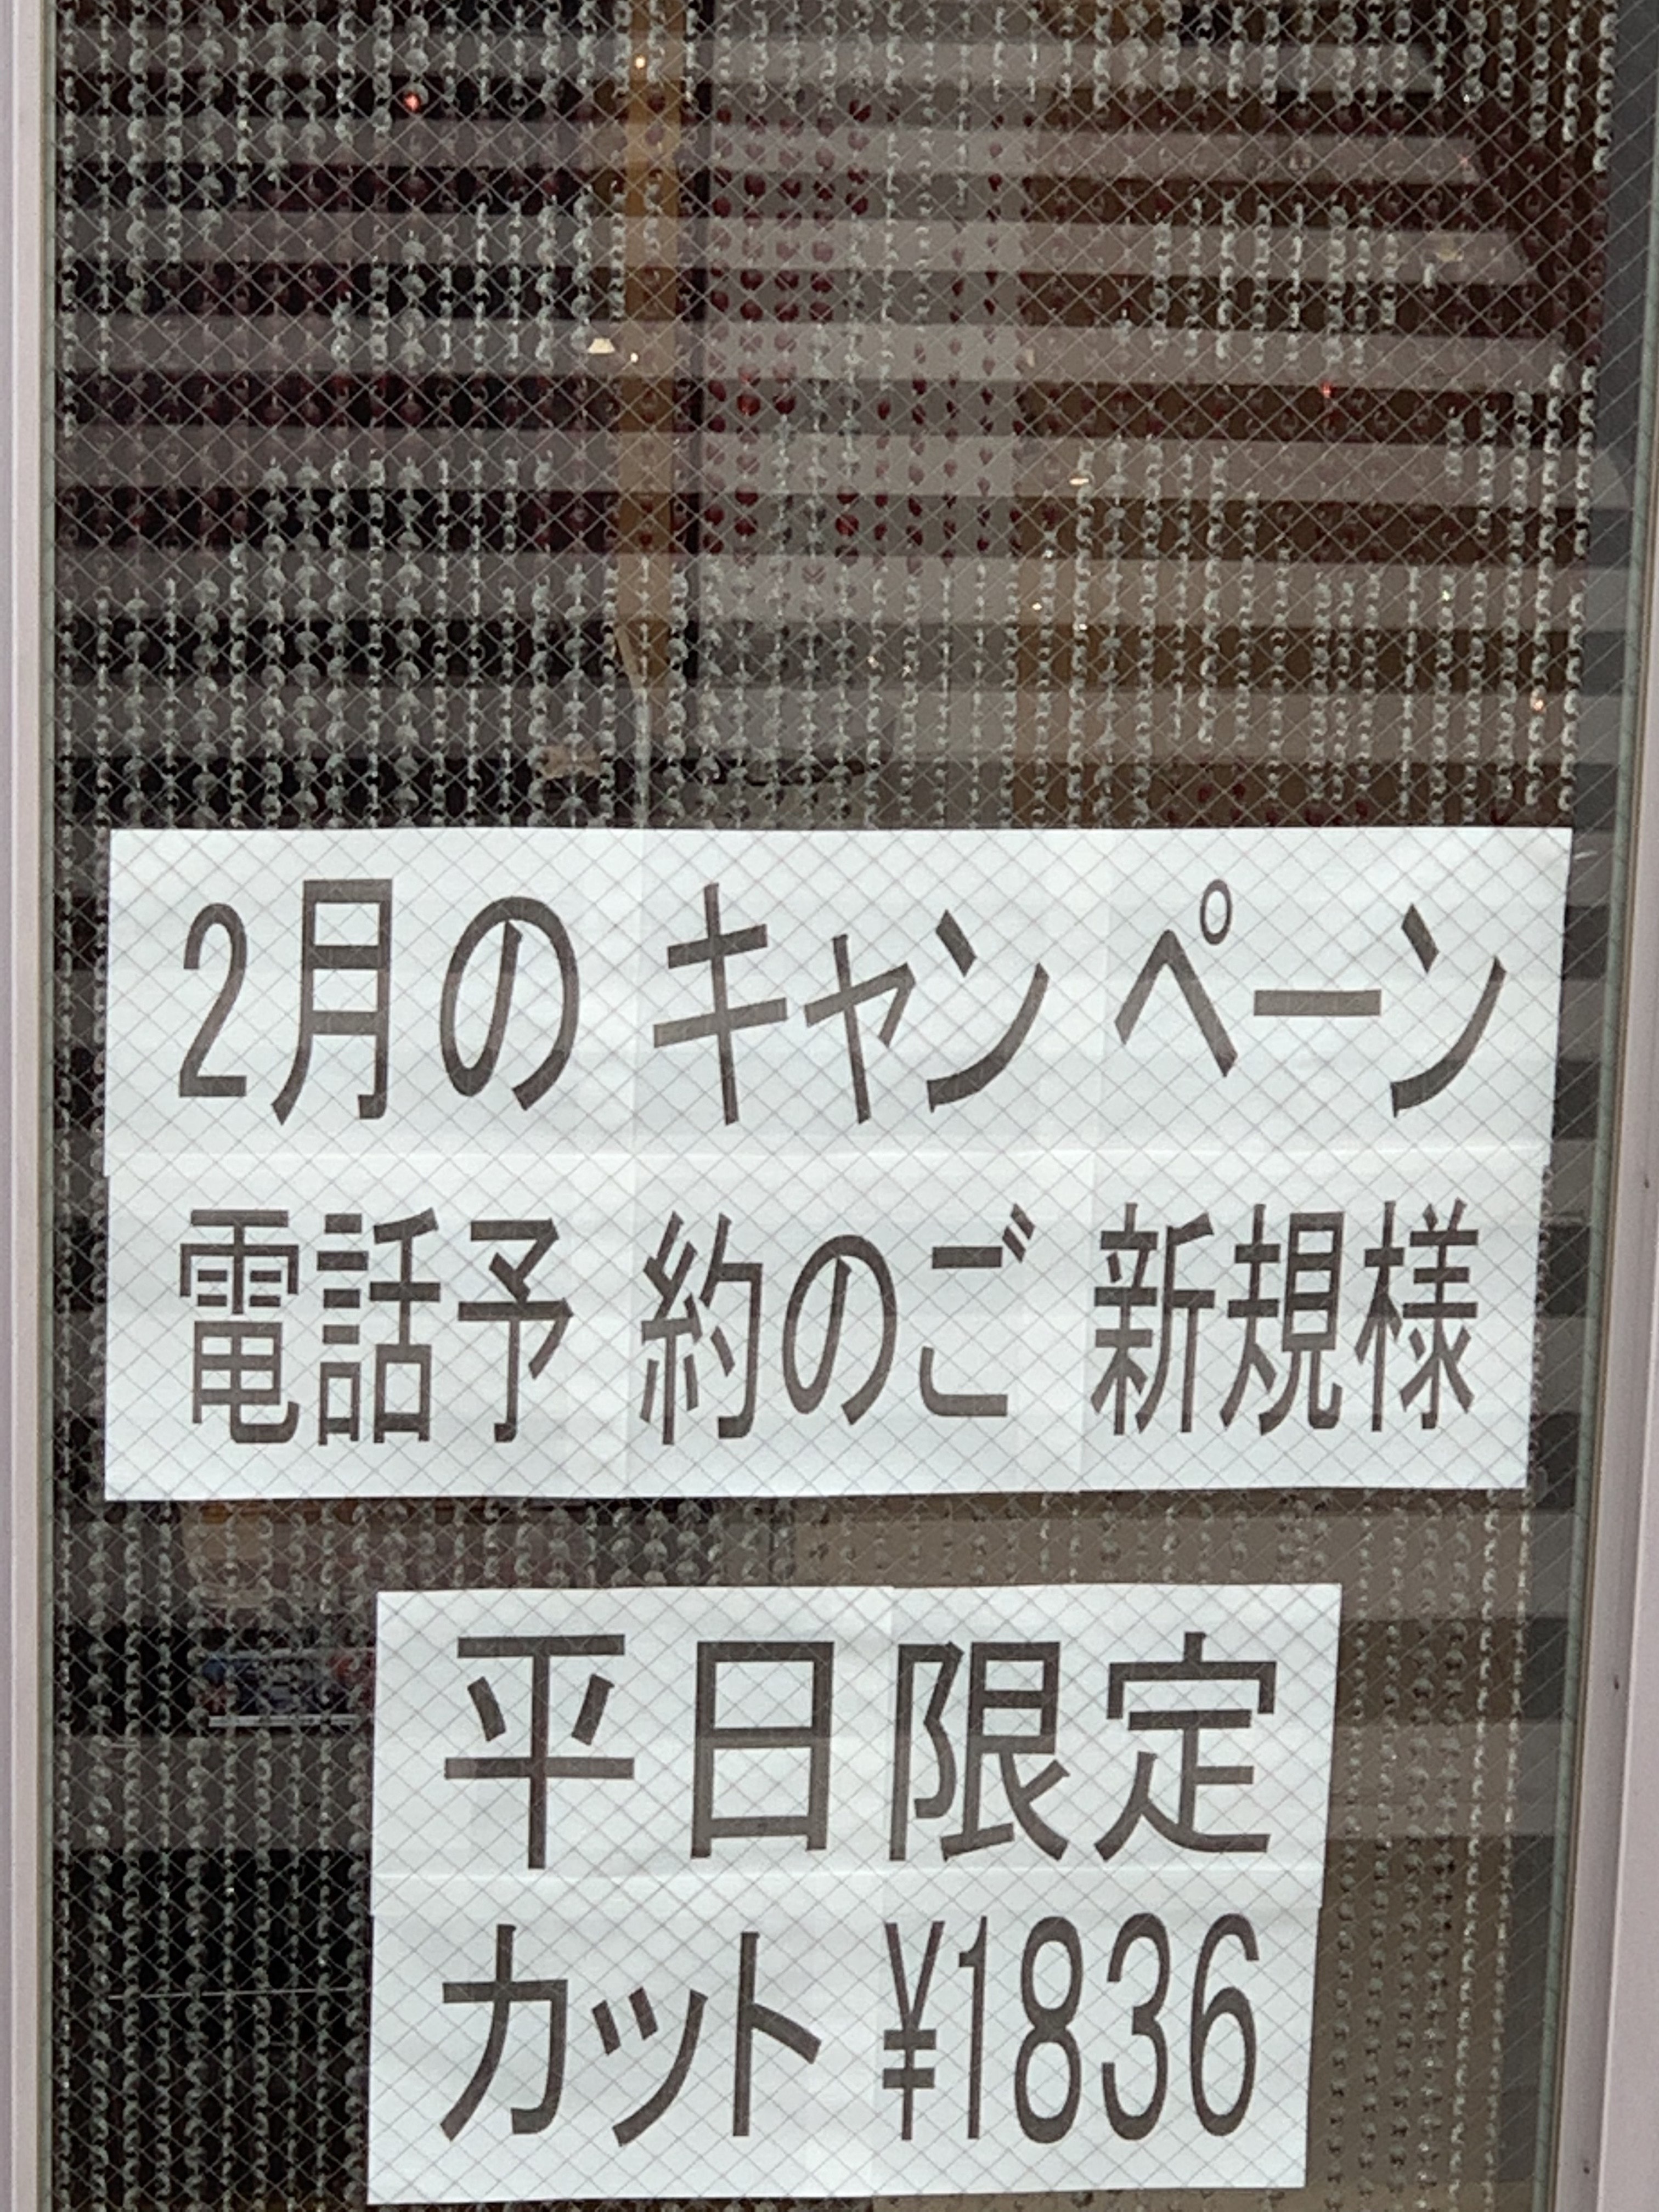 2月のキャンペーン
電話予約のご新規様
平日限定
カット ¥1836